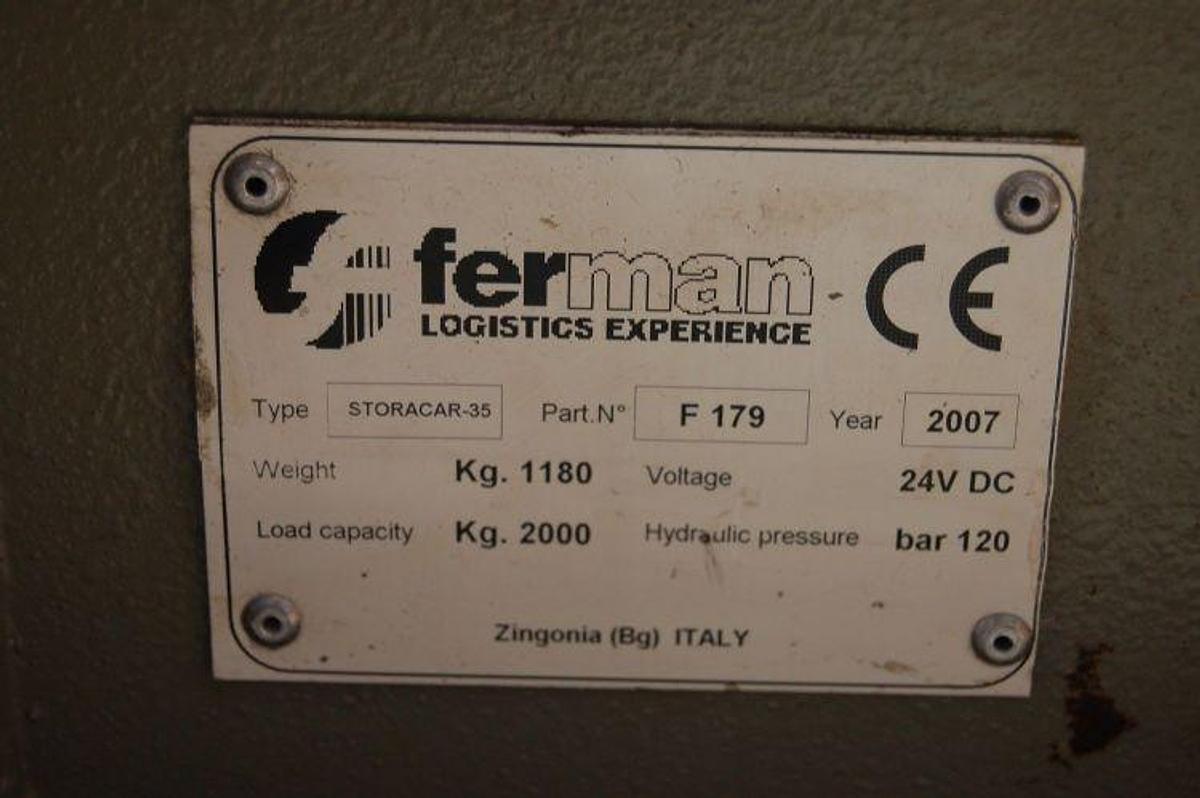 ferman CE
LOGISTICS EXPERIENCE
Type STORACAR-35 Part.N° F 179 Year 2007
Weight Kg. 1180 Voltage 24V DC
Load capacity Kg. 2000 Hydraulic pressure bar 120
Zingonia (Bg) ITALY